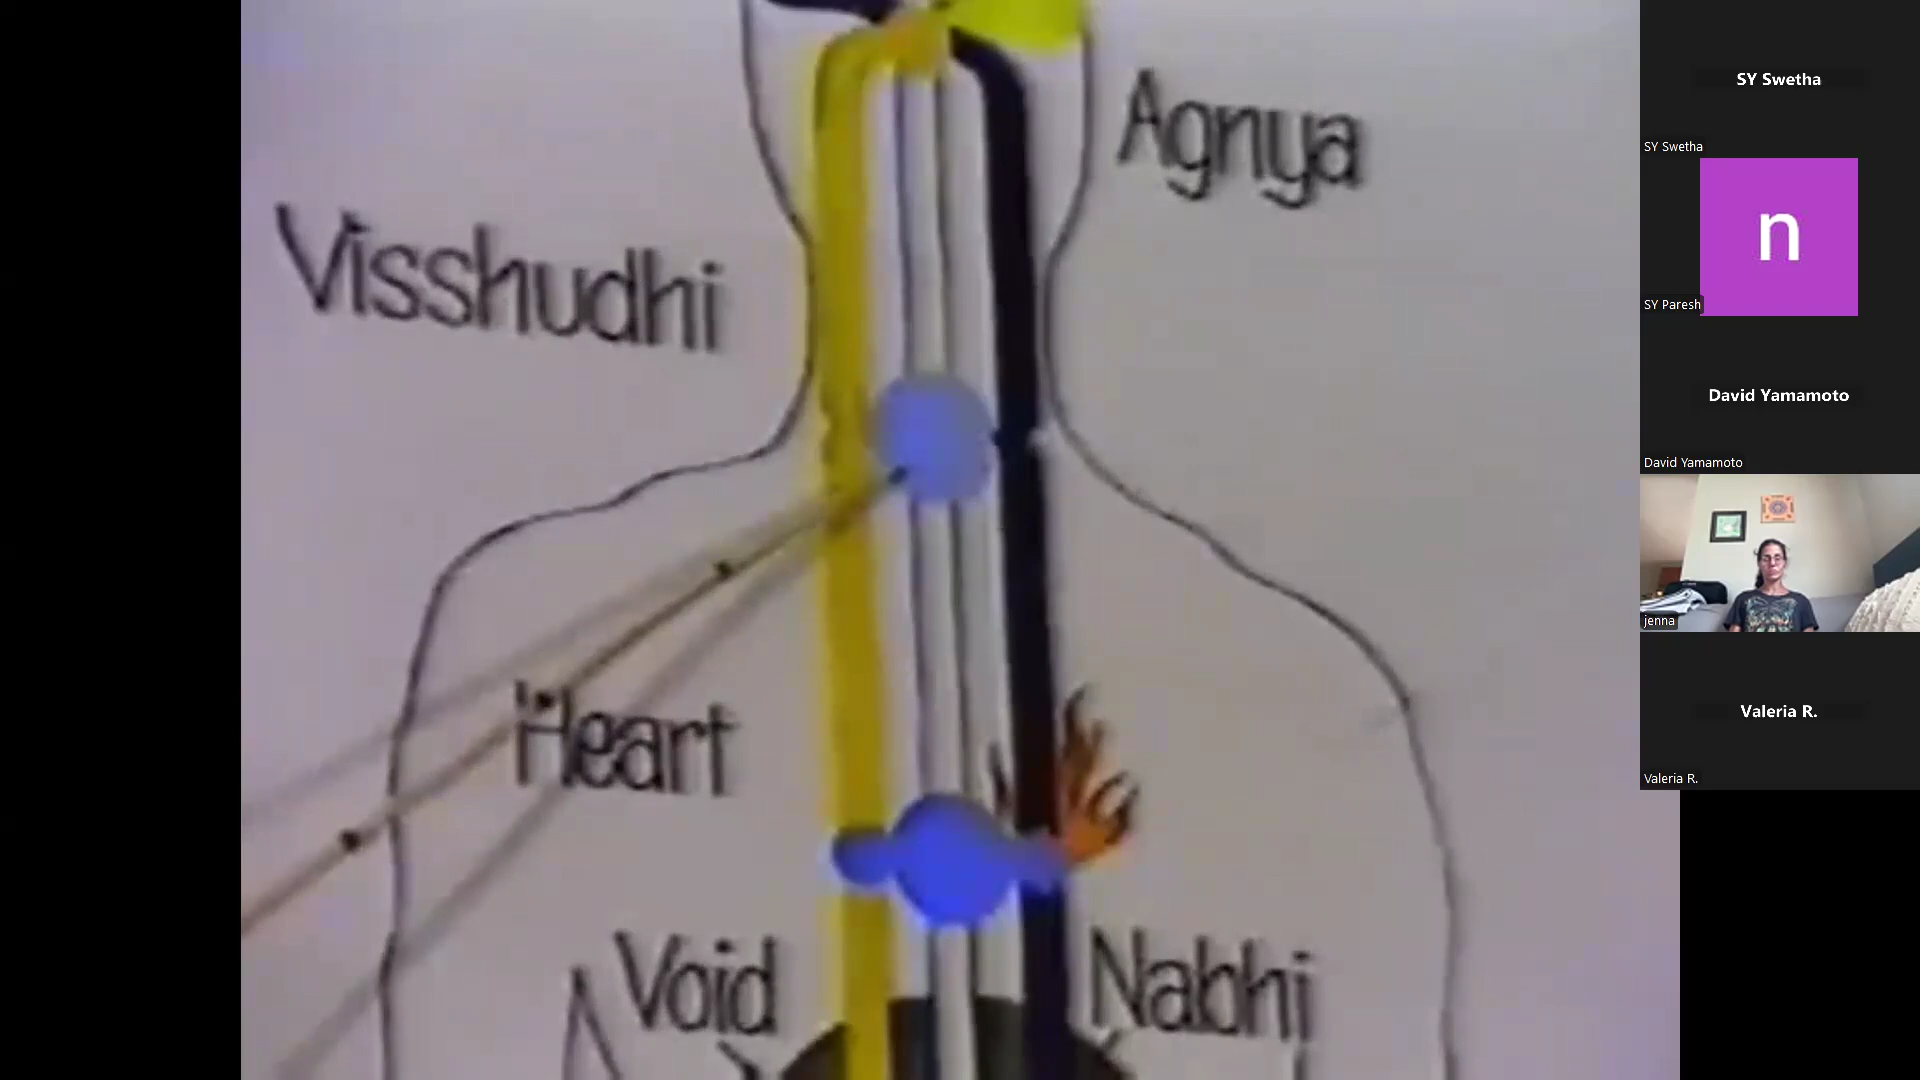 Agnya
Visshudhi
Heart
Void
Nabhi
SY Swetha
SY Swetha
n
SY Paresh
David Yamamoto
David Yamamoto
jenna
Valeria R.
Valeria R.